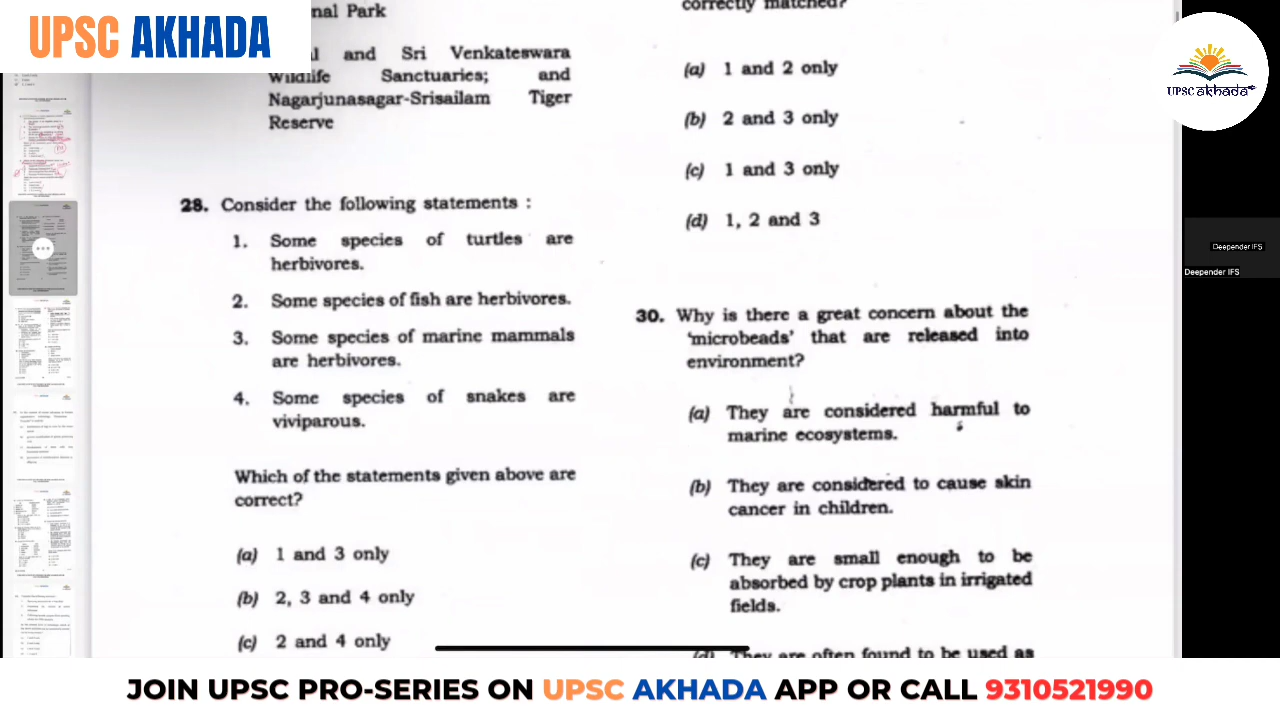 UPSC AKHADA
nal Park
l and Sri Venkateswara
Wildlife Sanctuaries; and
Nagarjunasagar-Srisailam Tiger
Reserve
28. Consider the following statements :
1. Some species of turtles are
herbivores.
2. Some species of fish are herbivores.
3. Some species of marine mammals
are herbivores.
4. Some species of snakes are
viviparous.
Which of the statements given above are
correct?
(a) 1 and 3 only
(b) 2, 3 and 4 only
(c) 2 and 4 only
correctly matched?
(a) 1 and 2 only
(b) 2 and 3 only
(c) 1 and 3 only
(d) 1, 2 and 3
30. Why is there a great concern about the
'microbeads' that are released into
environment?
(a) They are considered harmful to
marine ecosystems.
(b) They are considered to cause skin
cancer in children.
(c) They are small enough to be
absorbed by crop plants in irrigated
fields.
(d) They are often found to be used as
UPSC akhada
Deepender IFS
Deepender IFS
JOIN UPSC PRO-SERIES ON UPSC AKHADA APP OR CALL 9310521990